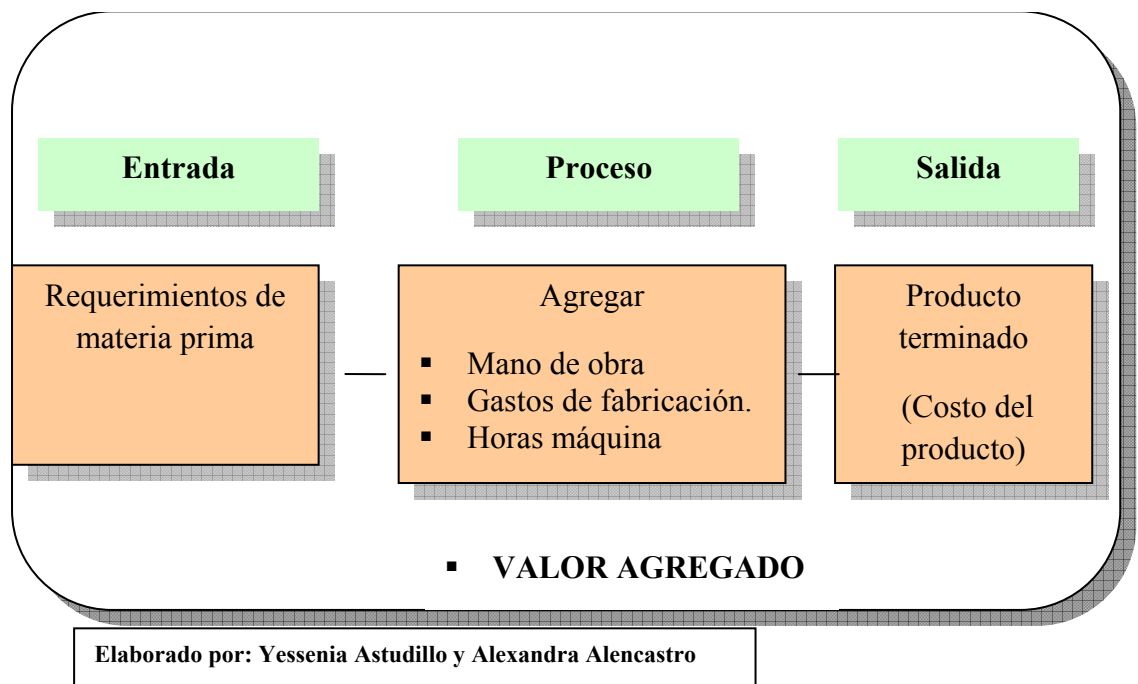 Entrada
Proceso
Salida
Requerimientos de
materia prima
Agregar
▪ Mano de obra
▪ Gastos de fabricación.
▪ Horas máquina
Producto
terminado
(Costo del
producto)
▪ VALOR AGREGADO
Elaborado por: Yessenia Astudillo y Alexandra Alencastro